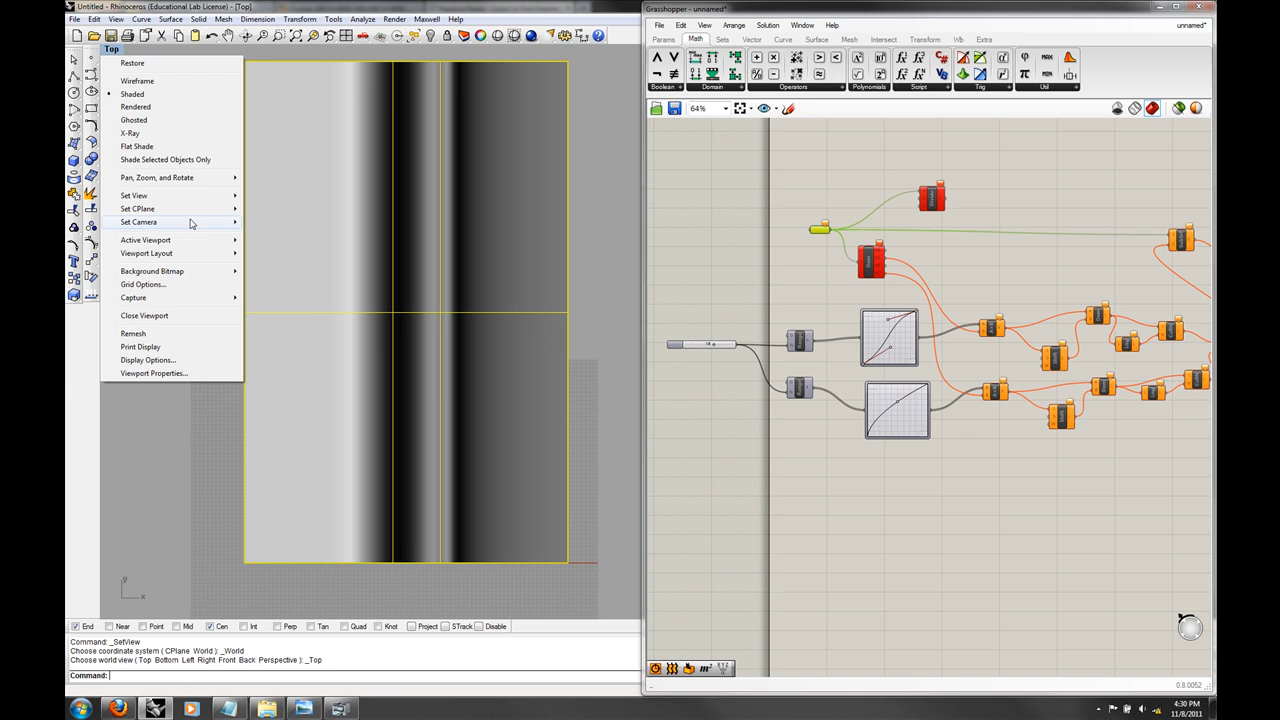 Untitled - Rhinoceros (Educational Lab License) - [Top]
File Edit View Curve Surface Solid Mesh Dimension Transform Tools Analyze Render Maxwell Help
Top
Restore
Wireframe
Shaded
Rendered
Ghosted
X-Ray
Flat Shade
Shade Selected Objects Only
Pan, Zoom, and Rotate
Set View
Set CPlane
Set Camera
Active Viewport
Viewport Layout
Background Bitmap
Grid Options...
Capture
Close Viewport
Remesh
Print Display
Display Options...
Viewport Properties...
y
x
End Near Point Mid Cen Int Perp Tan Quad Knot Project STrack Disable
Command: _SetView
Choose coordinate system ( CPlane World ): _World
Choose world view ( Top Bottom Left Right Front Back Perspective ): _Top
Command:
Grasshopper - unnamed*
File Edit View Arrange Solution Window Help
unnamed*
Params Math Sets Vector Curve Surface Mesh Intersect Transform Wb Extra
Boolean Domain Operators Polynomials Script Trig Util
64%
0.8.0052
4:30 PM
11/8/2011